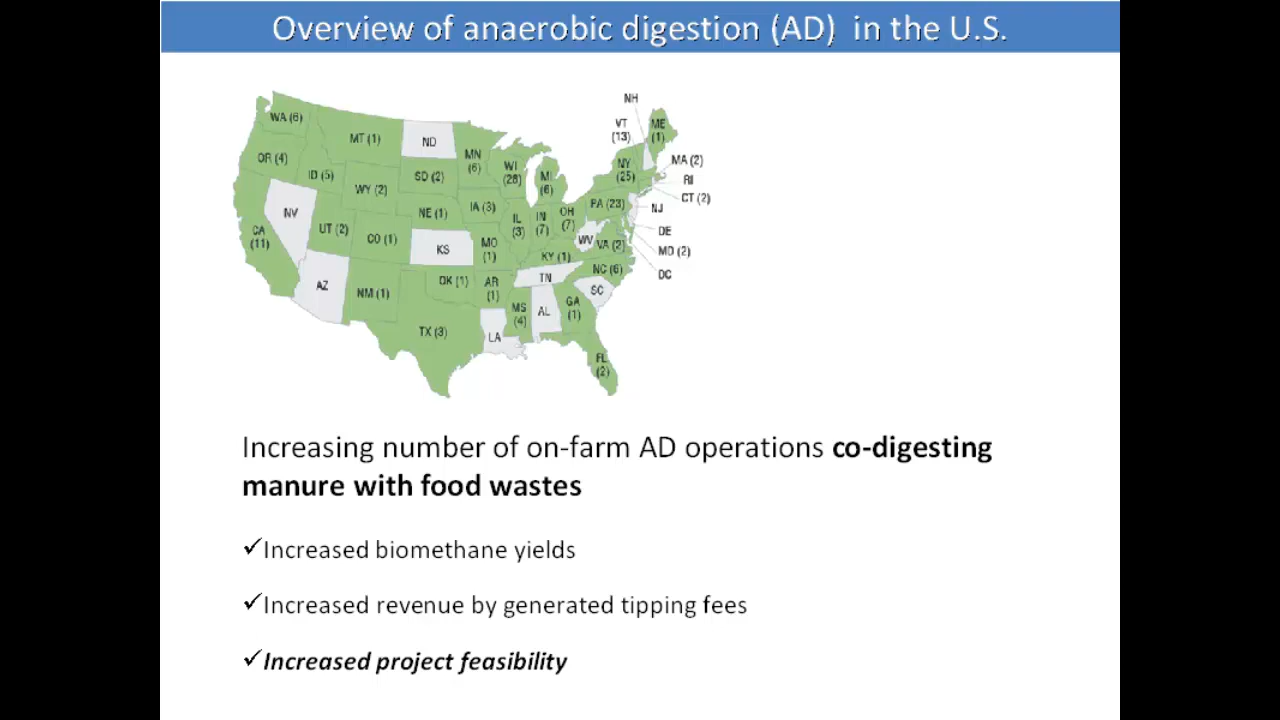 Overview of anaerobic digestion (AD) in the U.S.
NH
VT
(13)
ME
(1)
WA (6)
MT (1)
ND
MN
(6)
OR (4)
ID (5)
SD (2)
WI
(26)
MI
(6)
NY
(25)
MA (2)
RI
WY (2)
CT (2)
NV
NE (1)
IA (3)
PA (23)
NJ
IL
(3)
IN
(7)
OH
(7)
CA
(11)
UT (2)
CO (1)
KS
MO
(1)
WV
VA (2)
DE
MD (2)
KY (1)
DC
AZ
NM (1)
OK (1)
AR
(1)
TN
NC (6)
SC
TX (3)
LA
MS
(4)
AL
GA
(1)
FL
(2)
Increasing number of on-farm AD operations co-digesting
manure with food wastes
✓Increased biomethane yields
✓Increased revenue by generated tipping fees
✓Increased project feasibility